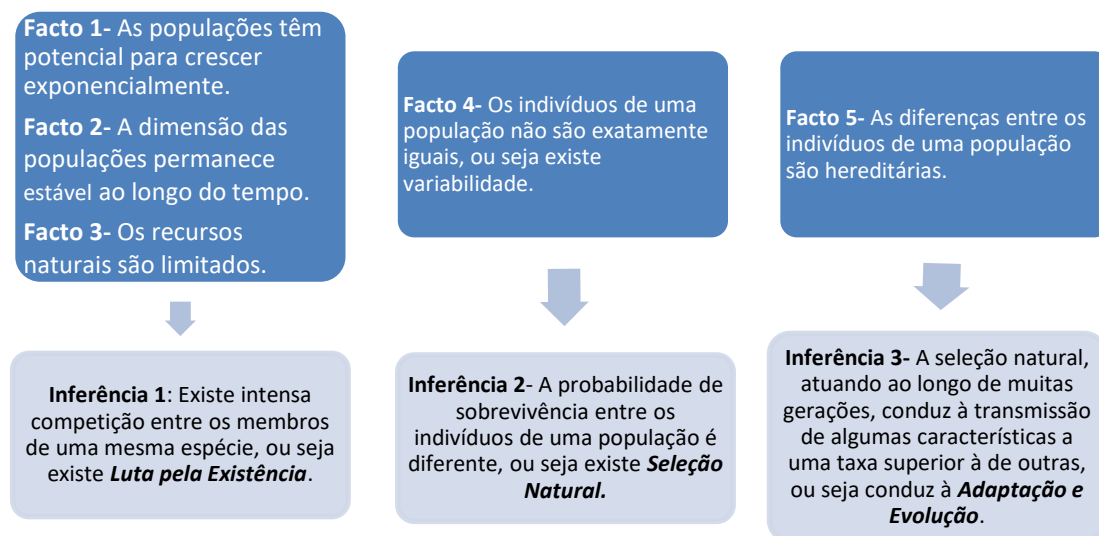 Facto 1- As populações têm
potencial para crescer
exponencialmente.
Facto 2- A dimensão das
populações permanece
estável ao longo do tempo.
Facto 3- Os recursos
naturais são limitados.
Facto 4- Os indivíduos de uma
população não são exatamente
iguais, ou seja existe
variabilidade.
Facto 5- As diferenças entre os
indivíduos de uma população
são hereditárias.
Inferência 1: Existe intensa
competição entre os membros
de uma mesma espécie, ou seja
existe Luta pela Existência.
Inferência 2- A probabilidade de
sobrevivência entre os
indivíduos de uma população é
diferente, ou seja existe Seleção
Natural.
Inferência 3- A seleção natural,
atuando ao longo de muitas
gerações, conduz à transmissão
de algumas características a
uma taxa superior à de outras,
ou seja conduz à Adaptação e
Evolução.